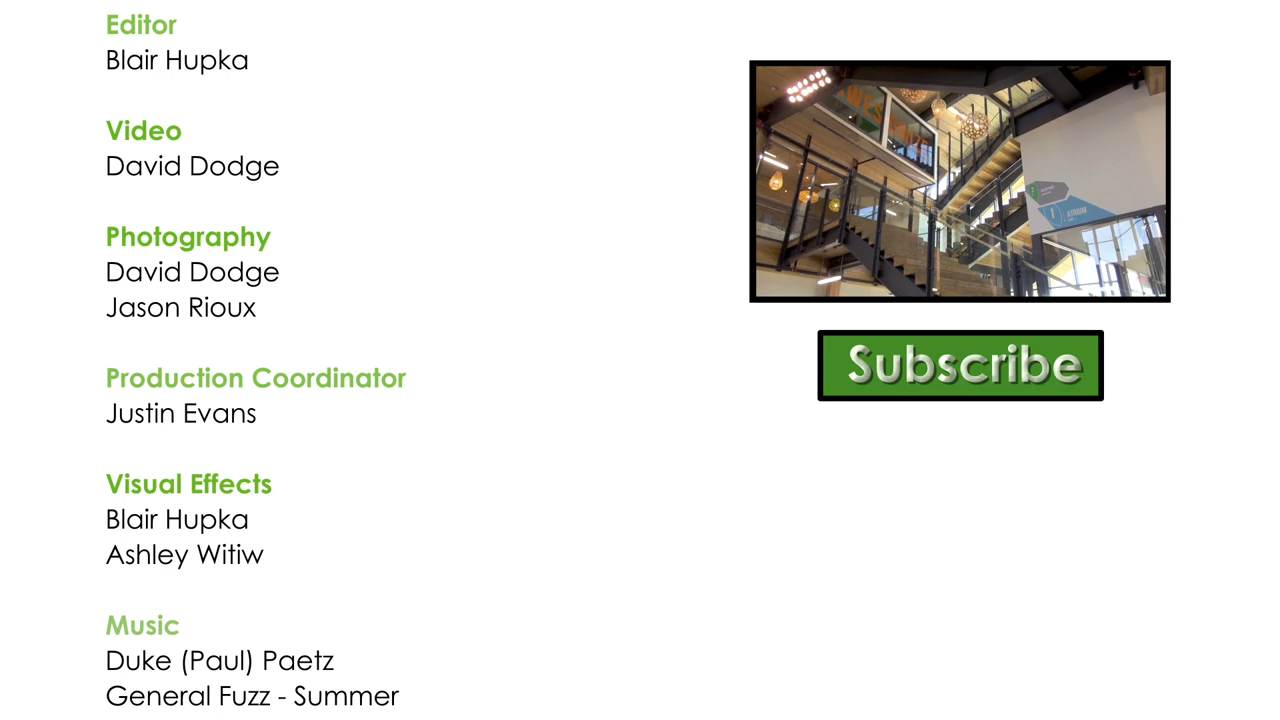 Editor
Blair Hupka
Video
David Dodge
Photography
David Dodge
Jason Rioux
Production Coordinator
Justin Evans
Visual Effects
Blair Hupka
Ashley Witiw
Music
Duke (Paul) Paetz
General Fuzz - Summer
1
ATRIUM
Subscribe